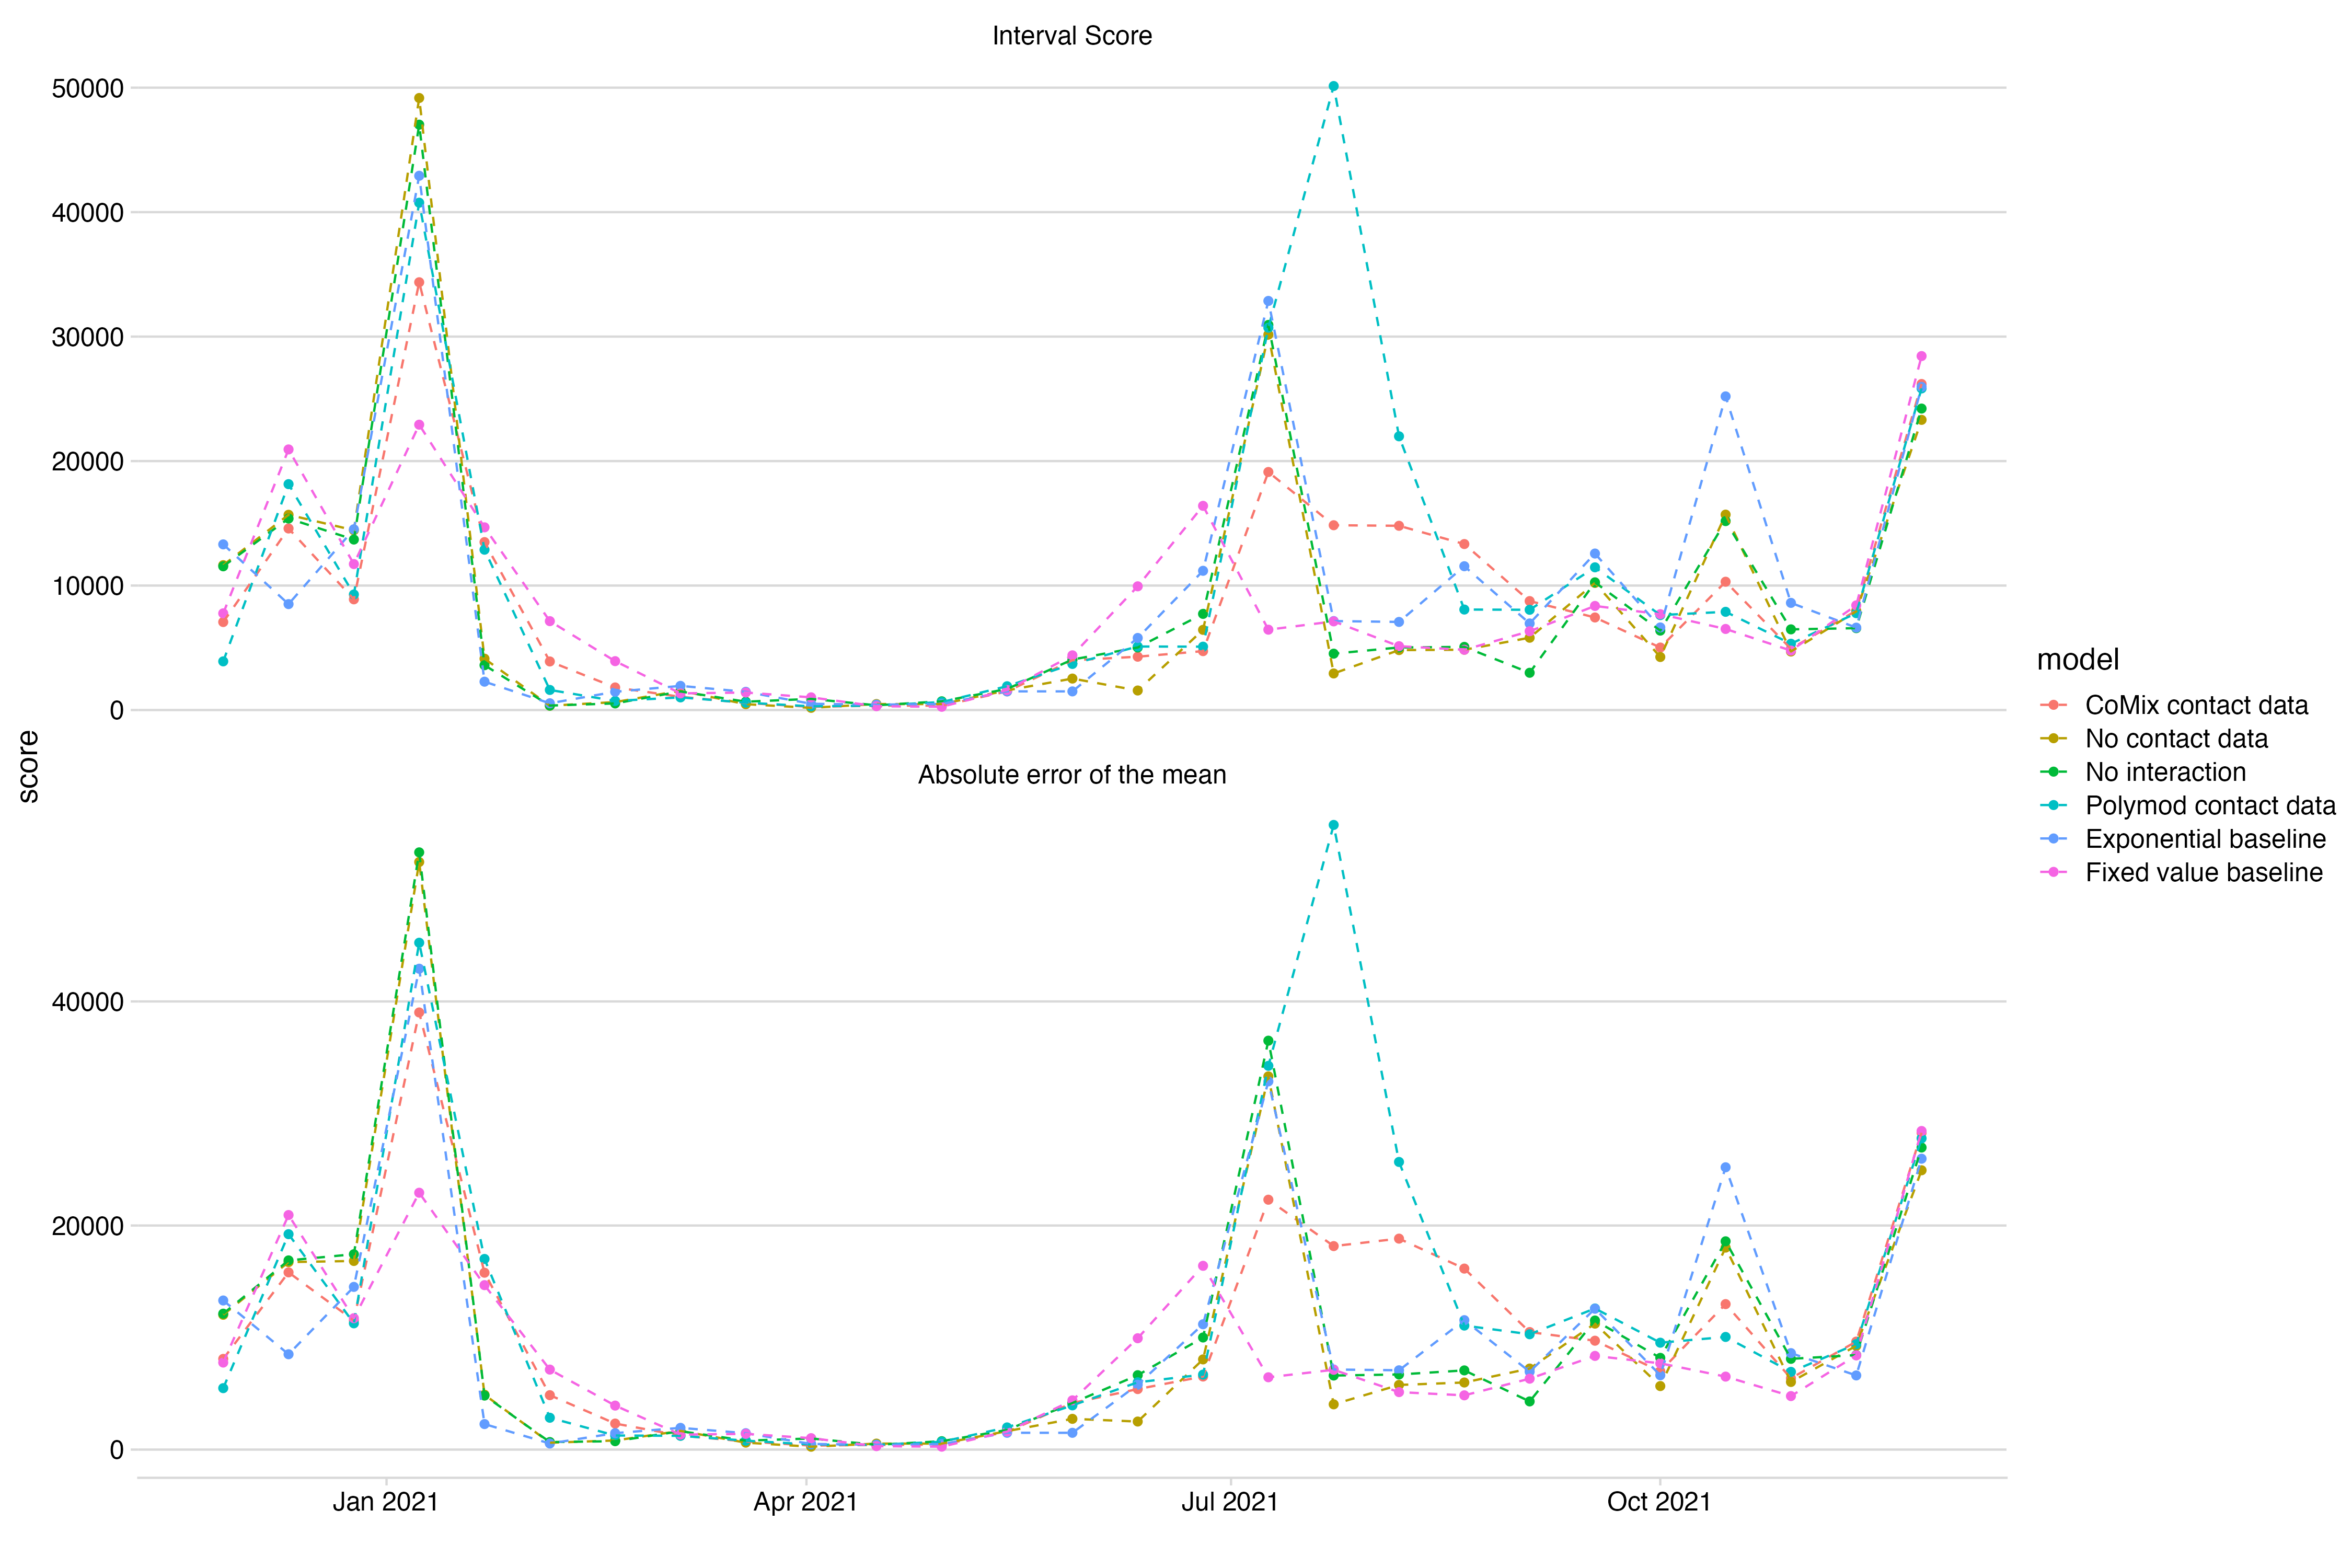 Interval Score
50000
40000
30000
20000
10000
0
score
Absolute error of the mean
40000
20000
0
Jan 2021
Apr 2021
Jul 2021
Oct 2021
model
CoMix contact data
No contact data
No interaction
Polymod contact data
Exponential baseline
Fixed value baseline